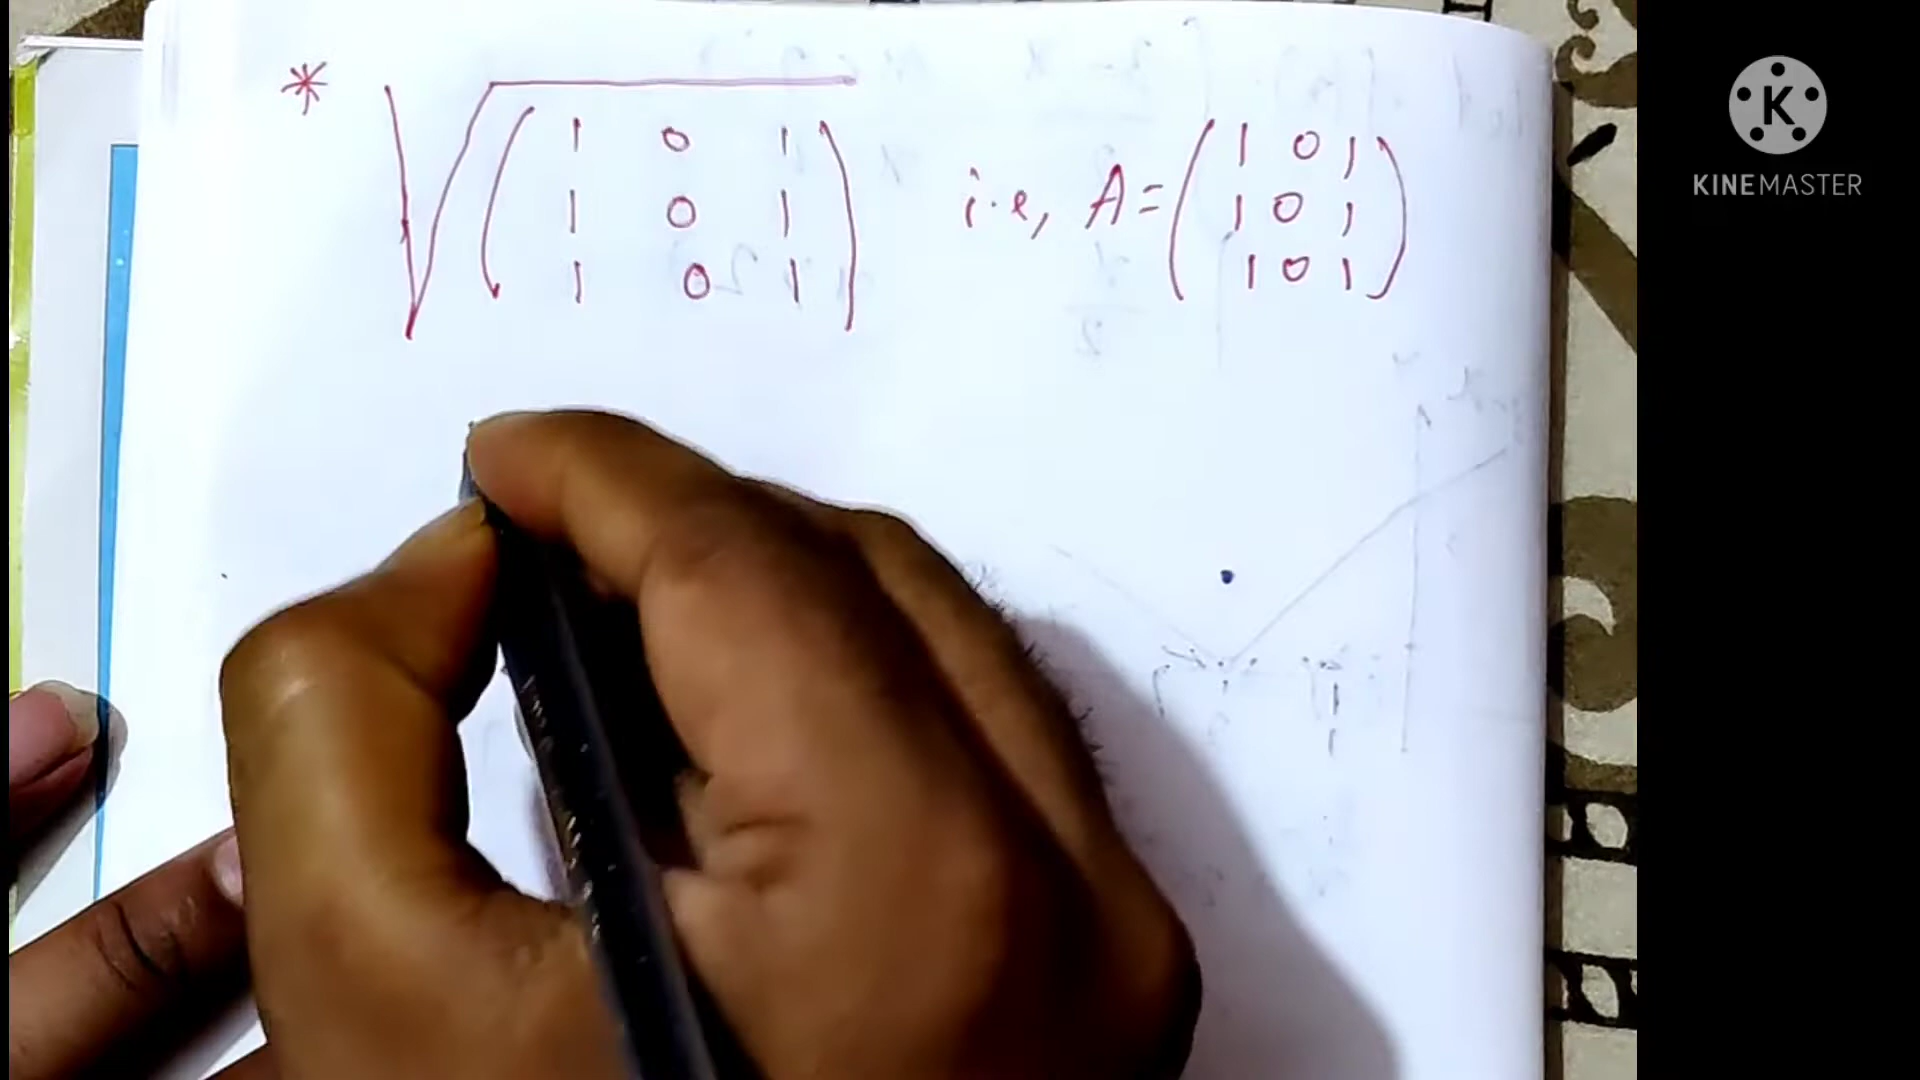 * √(1 0 1 i.e, A = (1 0 1
1 0 1 1 0 1
1 0 1) 1 0 1)
KINEMASTER